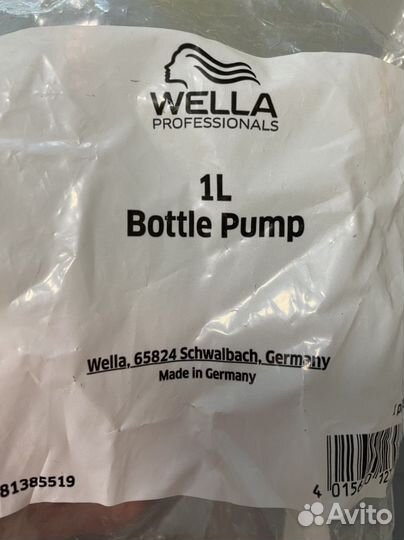 WELLA
PROFESSIONALS
1L
Bottle Pump
Wella, 65824 Schwalbach, Germany
Made in Germany
81385519
Avito